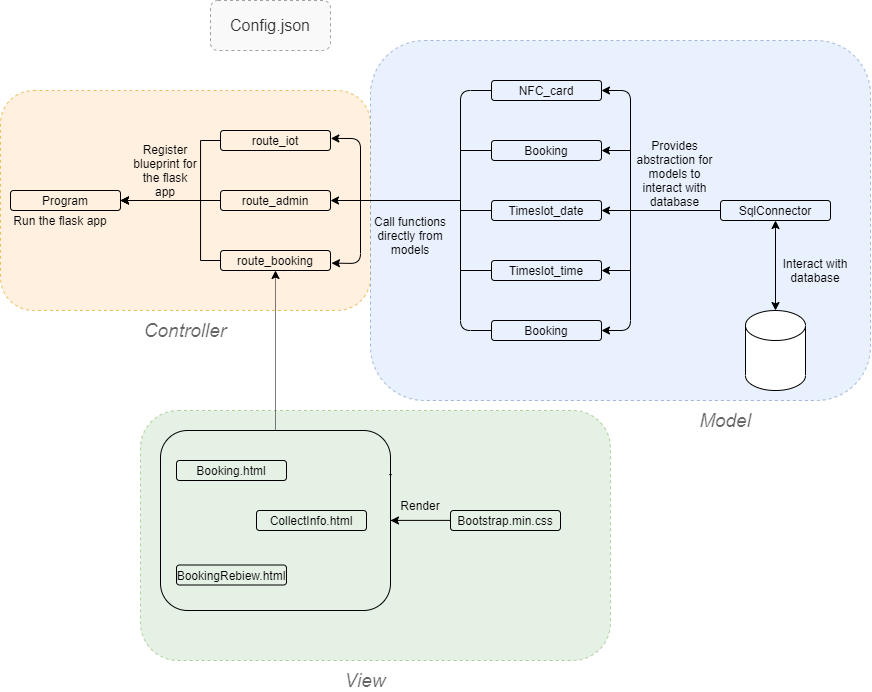 Config.json
NFC_card
route_iot
Register
blueprint for
the flask
app
Booking
Provides
abstraction for
models to
interact with
database
Program
Run the flask app
route_admin
Call functions
directly from
models
Timeslot_date
SqlConnector
route_booking
Timeslot_time
Interact with
database
Booking
Controller
Model
Booking.html
CollectInfo.html
Render
Bootstrap.min.css
BookingRebiew.html
View